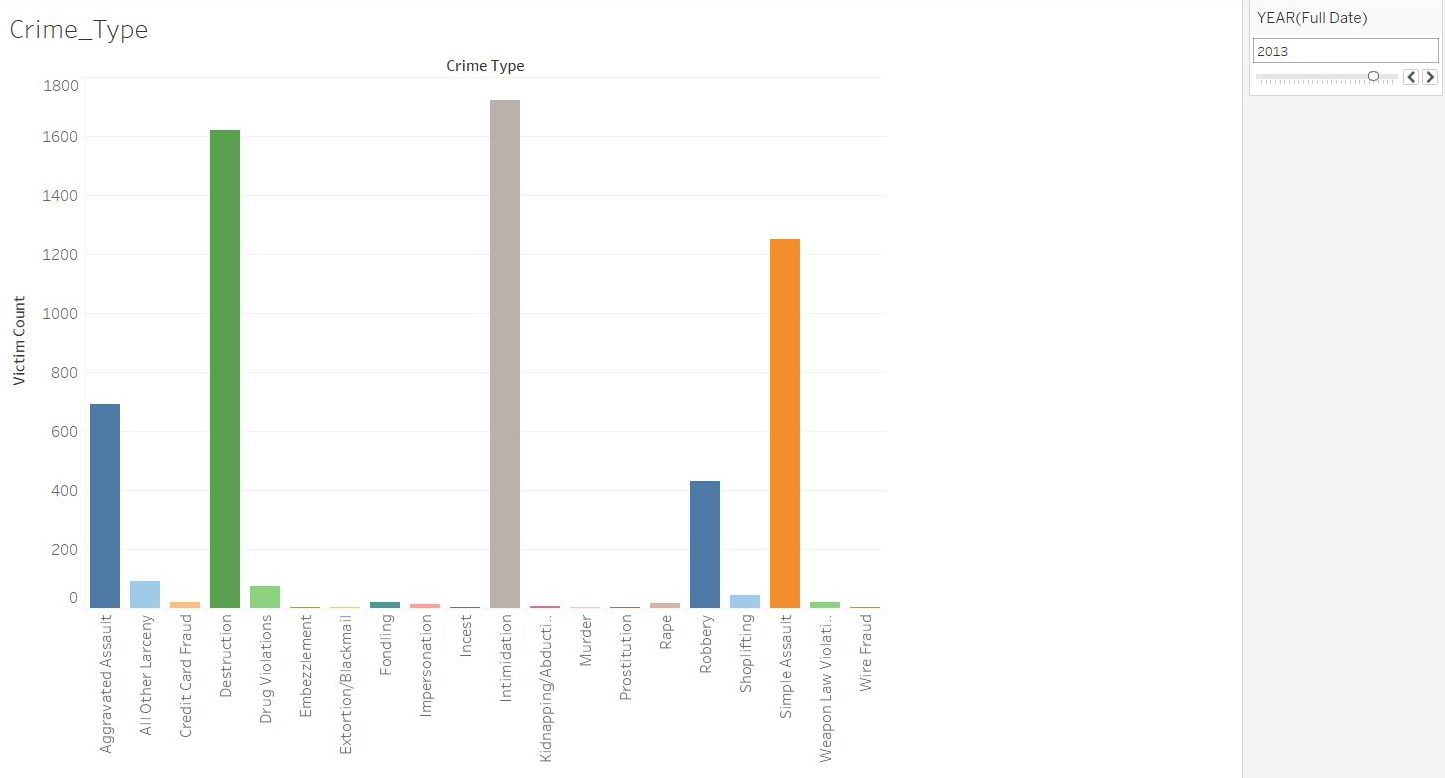 Crime_Type
YEAR(Full Date)
2013
Crime Type
Victim Count
1800
1600
1400
1200
1000
800
600
400
200
0
Aggravated Assault
All Other Larceny
Credit Card Fraud
Destruction
Drug Violations
Embezzlement
Extortion/Blackmail
Fondling
Impersonation
Incest
Intimidation
Kidnapping/Abducti..
Murder
Prostitution
Rape
Robbery
Shoplifting
Simple Assault
Weapon Law Violati..
Wire Fraud